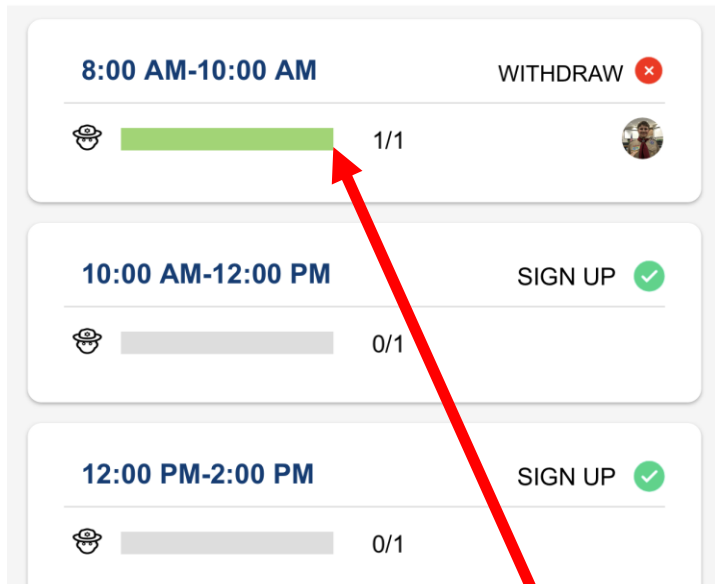 8:00 AM-10:00 AM WITHDRAW
1/1
10:00 AM-12:00 PM SIGN UP
0/1
12:00 PM-2:00 PM SIGN UP
0/1